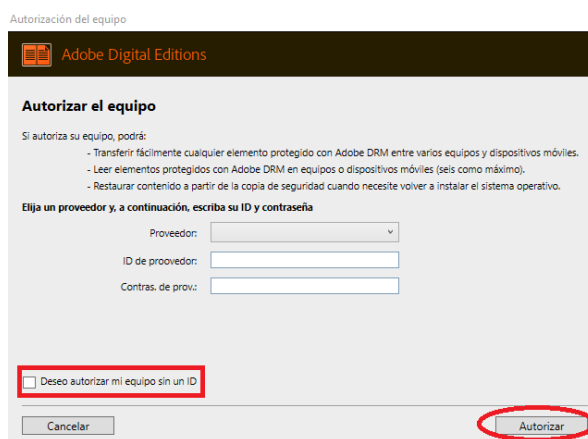 Autorización del equipo
Adobe Digital Editions
Autorizar el equipo
Si autoriza su equipo, podrá:
- Transferir fácilmente cualquier elemento protegido con Adobe DRM entre varios equipos y dispositivos móviles.
- Leer elementos protegidos con Adobe DRM en equipos o dispositivos móviles (seis como máximo).
- Restaurar contenido a partir de la copia de seguridad cuando necesite volver a instalar el sistema operativo.
Elija un proveedor y, a continuación, escriba su ID y contraseña
Proveedor:
ID de proovedor:
Contras. de prov.:
Deseo autorizar mi equipo sin un ID
Cancelar
Autorizar